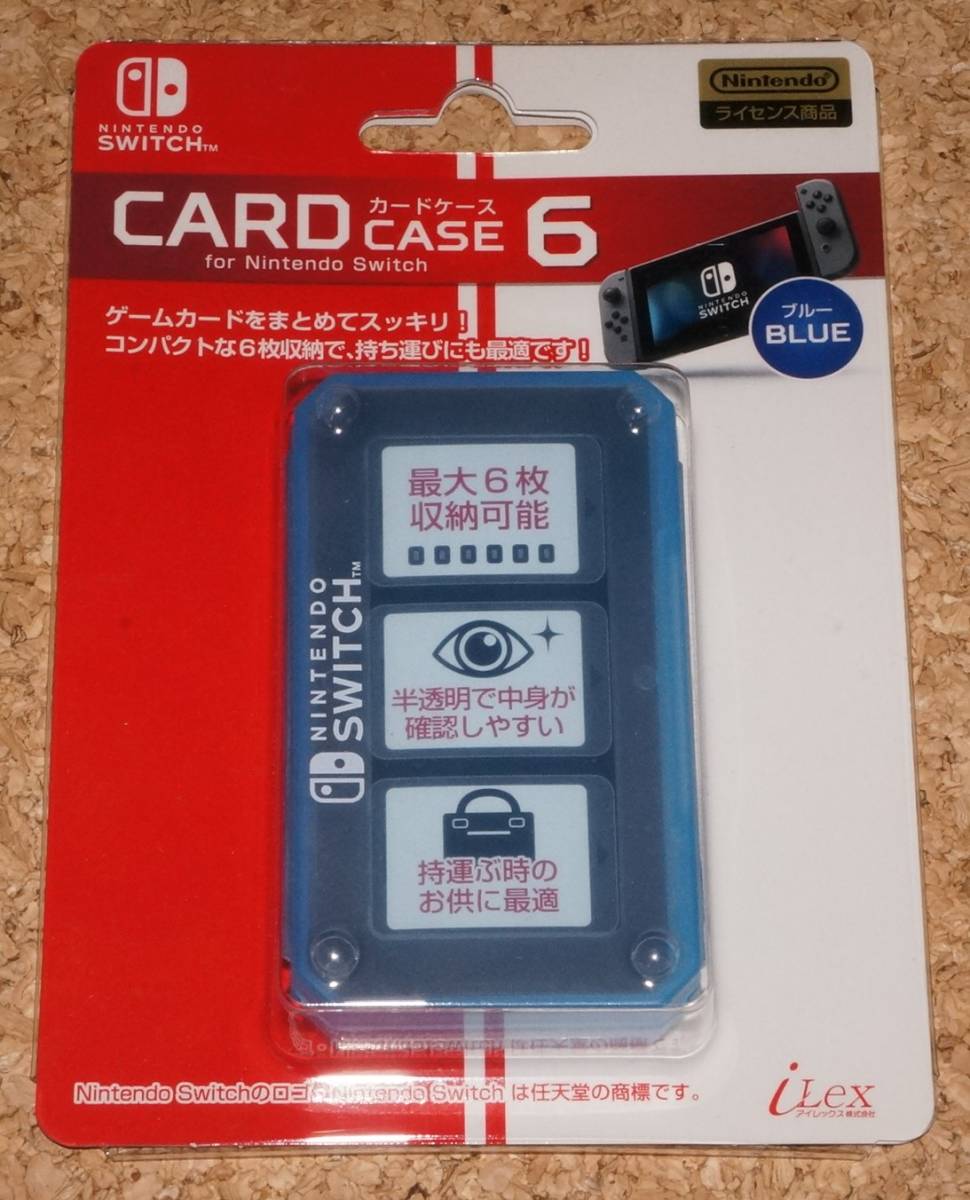 NINTENDO
SWITCH™
Nintendo®
ライセンス商品
CARD カードケース CASE 6
for Nintendo Switch
NINTENDO
SWITCH
ブルー
BLUE
ゲームカードをまとめてスッキリ!
コンパクトな6枚収納で、持ち運びにも最適です!
最大6枚
収納可能
NINTENDO
SWITCH™
半透明で中身が
確認しやすい
持運ぶ時の
お供に最適
Nintendo Switchのロゴ・Nintendo Switch は任天堂の商標です。
iLex
アイレックス株式会社